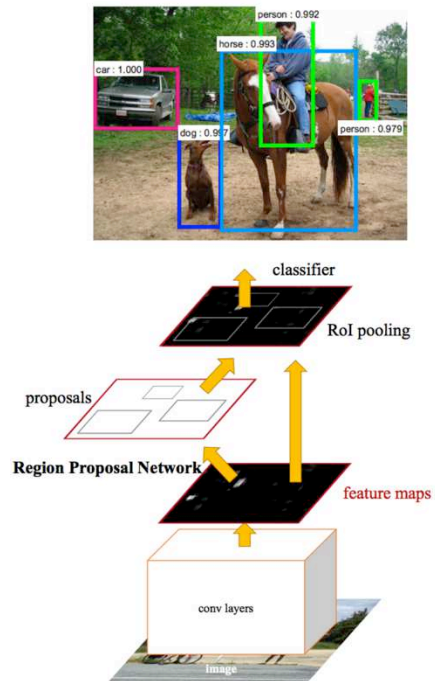 person : 0.992
horse : 0.993
car : 1.000
dog : 0.997
person : 0.979
classifier
RoI pooling
proposals
Region Proposal Network
feature maps
conv layers
image